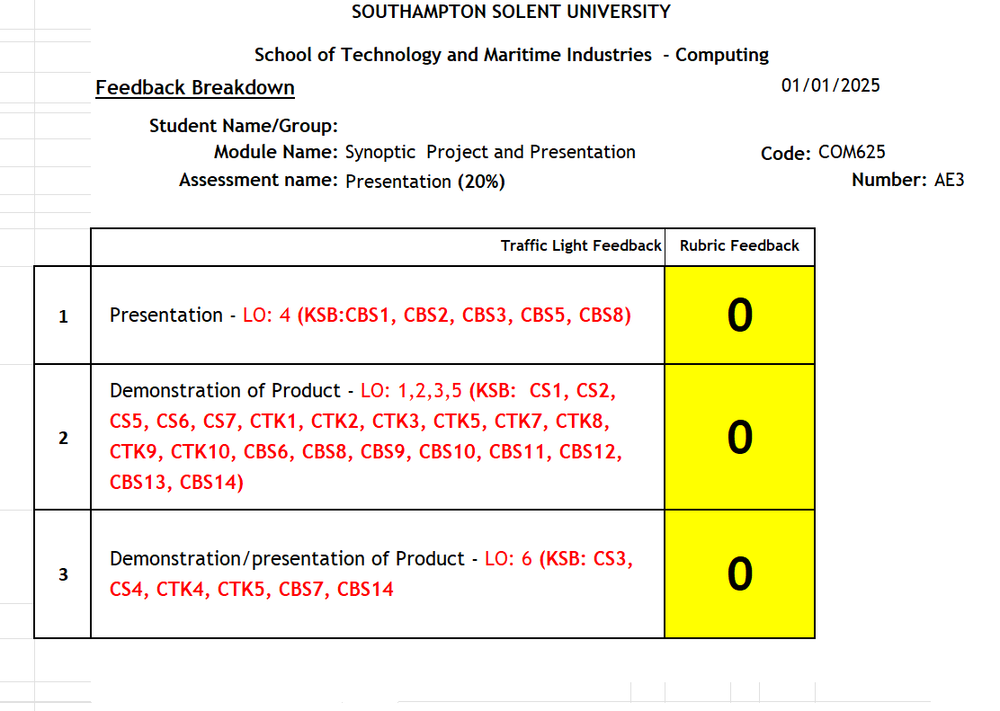 SOUTHAMPTON SOLENT UNIVERSITY
School of Technology and Maritime Industries - Computing
Feedback Breakdown
01/01/2025
Student Name/Group:
Module Name: Synoptic Project and Presentation
Code: COM625
Assessment name: Presentation (20%)
Number: AE3
Traffic Light Feedback
Rubric Feedback
1
Presentation - LO: 4 (KSB:CBS1, CBS2, CBS3, CBS5, CBS8)
0
2
Demonstration of Product - LO: 1,2,3,5 (KSB: CS1, CS2,
CS5, CS6, CS7, CTK1, CTK2, CTK3, CTK5, CTK7, CTK8,
CTK9, CTK10, CBS6, CBS8, CBS9, CBS10, CBS11, CBS12,
CBS13, CBS14)
0
3
Demonstration/presentation of Product - LO: 6 (KSB: CS3,
CS4, CTK4, CTK5, CBS7, CBS14
0